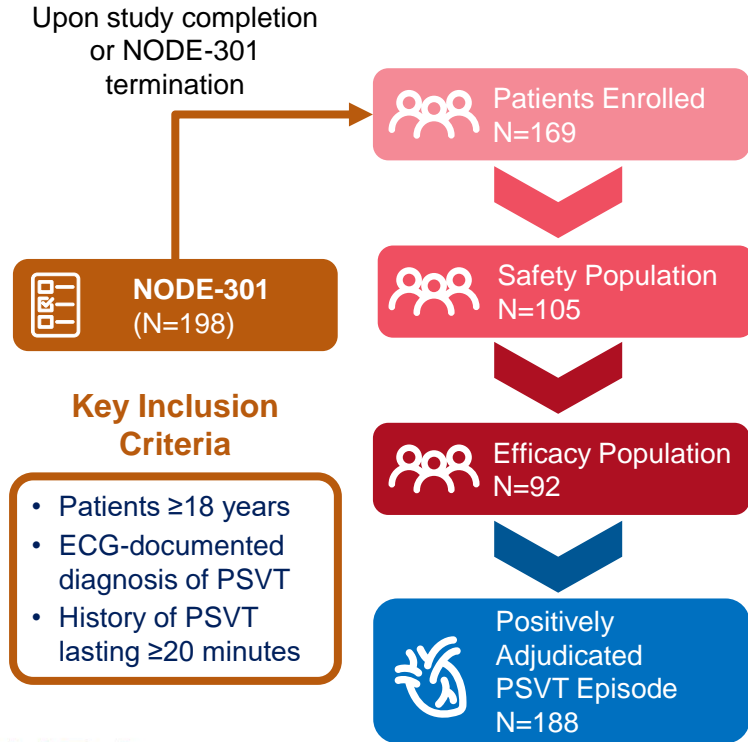 Upon study completion
or NODE-301
termination
Patients Enrolled
N=169
Safety Population
N=105
NODE-301
(N=198)
Key Inclusion
Criteria
• Patients ≥18 years
• ECG-documented
diagnosis of PSVT
• History of PSVT
lasting ≥20 minutes
Efficacy Population
N=92
Positively
Adjudicated
PSVT Episode
N=188